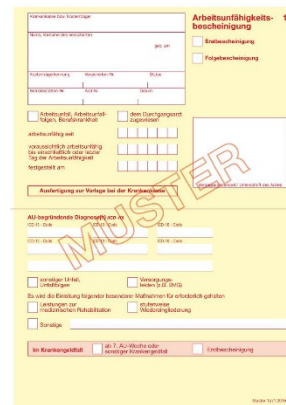 Krankenkasse bzw. Kostenträger
Name, Vorname des Versicherten
geb. am
Kostenträgerkennung Versicherten-Nr. Status
Betriebsstätten-Nr. Arzt-Nr. Datum
Arbeitsunfähigkeits- 1
bescheinigung
Erstbescheinigung
Folgebescheinigung
Arbeitsunfall, Arbeitsunfall-
folgen, Berufskrankheit
dem Durchgangsarzt
zugewiesen
arbeitsunfähig seit
voraussichtlich arbeitsunfähig
bis einschließlich oder letzter
Tag der Arbeitsunfähigkeit
festgestellt am
Ausfertigung zur Vorlage bei der Krankenkasse
MUSTER
AU-begründende Diagnose(n) (ICD-10)
ICD-10 - Code ICD-10 - Code ICD-10 - Code
ICD-10 - Code ICD-10 - Code ICD-10 - Code
sonstiger Unfall,
Unfallfolgen
Versorgungs-
leiden (z.B. BVG)
Es wird die Einleitung folgender besonderer Maßnahmen für erforderlich gehalten
Leistungen zur
medizinischen Rehabilitation
stufenweise
Wiedereingliederung
Sonstige
Im Krankengeldfall
ab 7. AU-Woche oder
sonstiger Krankengeldfall
Endbescheinigung